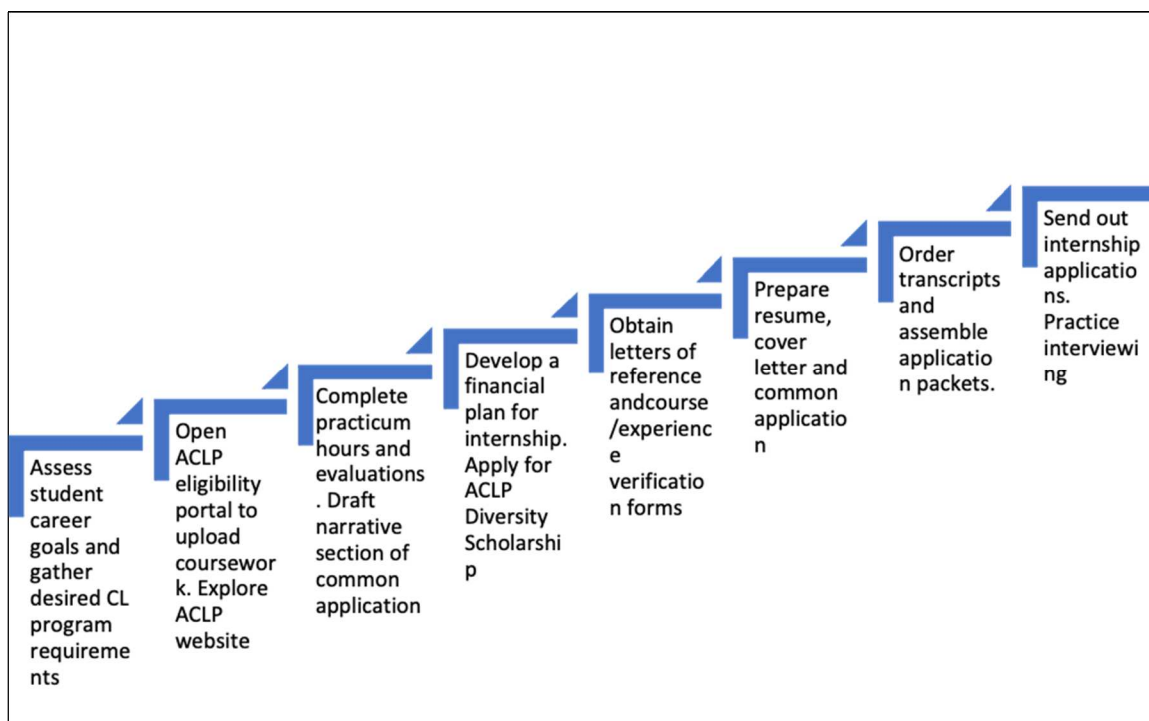 Assess
student
career
goals and
gather
desired CL
program
requireme
nts
Open
ACLP
eligibility
portal to
upload
coursewor
k. Explore
ACLP
website
Complete
practicum
hours and
evaluations
. Draft
narrative
section of
common
application
Develop a
financial
plan for
internship.
Apply for
ACLP
Diversity
Scholarshi
p
Obtain
letters of
reference
andcourse
/experienc
e
verificatio
n forms
Prepare
resume,
cover
letter and
common
applicatio
n
Order
transcripts
and
assemble
applicatio
n packets.
Send out
internship
applicatio
ns.
Practice
interviewi
ng